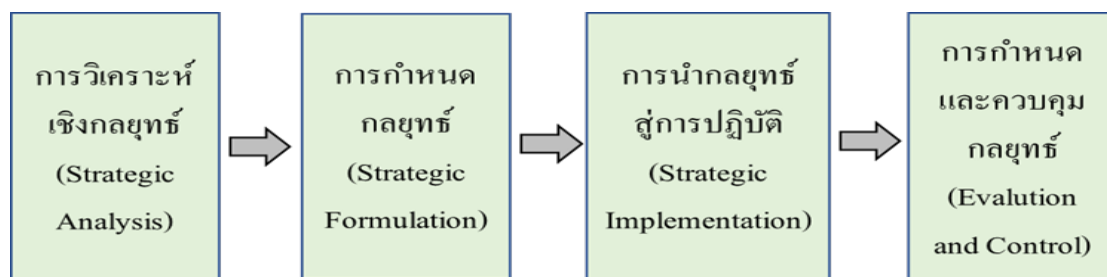 การวิเคราะห์
เชิงกลยุทธ์
(Strategic
Analysis)
การกำหนด
กลยุทธ์
(Strategic
Formulation)
การนำกลยุทธ์
สู่การปฏิบัติ
(Strategic
Implementation)
การกำหนด
และควบคุม
กลยุทธ์
(Evalution
and Control)